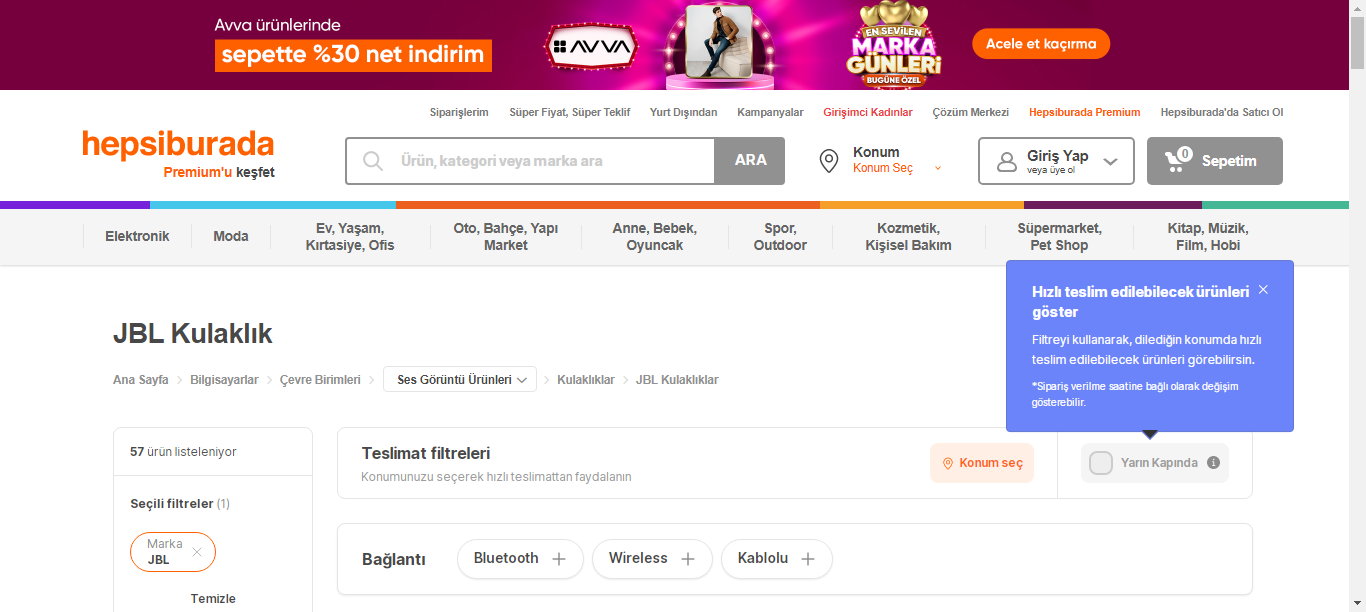 Avva ürünlerinde
sepette %30 net indirim
AVVA
EN SEVİLEN
MARKA
GÜNLERİ
BUGÜNE ÖZEL
Acele et kaçırma
Siparişlerim
Süper Fiyat, Süper Teklif
Yurt Dışından
Kampanyalar
Girişimci Kadınlar
Çözüm Merkezi
Hepsiburada Premium
Hepsiburada'da Satıcı Ol
hepsiburada
Premium'u keşfet
Ürün, kategori veya marka ara
ARA
Konum
Konum Seç
Giriş Yap
veya üye ol
0
Sepetim
Elektronik
Moda
Ev, Yaşam,
Kırtasiye, Ofis
Oto, Bahçe, Yapı
Market
Anne, Bebek,
Oyuncak
Spor,
Outdoor
Kozmetik,
Kişisel Bakım
Süpermarket,
Pet Shop
Kitap, Müzik,
Film, Hobi
Hızlı teslim edilebilecek ürünleri
göster
Filtreyi kullanarak, dilediğin konumda hızlı
teslim edilebilecek ürünleri görebilirsin.
*Sipariş verilme saatine bağlı olarak değişim
gösterebilir.
JBL Kulaklık
Ana Sayfa
Bilgisayarlar
Çevre Birimleri
Ses Görüntü Ürünleri
Kulaklıklar
JBL Kulaklıklar
57 ürün listeleniyor
Seçili filtreler (1)
Marka
JBL
Temizle
Teslimat filtreleri
Konumunuzu seçerek hızlı teslimattan faydalanın
Konum seç
Yarın Kapında
Bağlantı
Bluetooth
Wireless
Kablolu